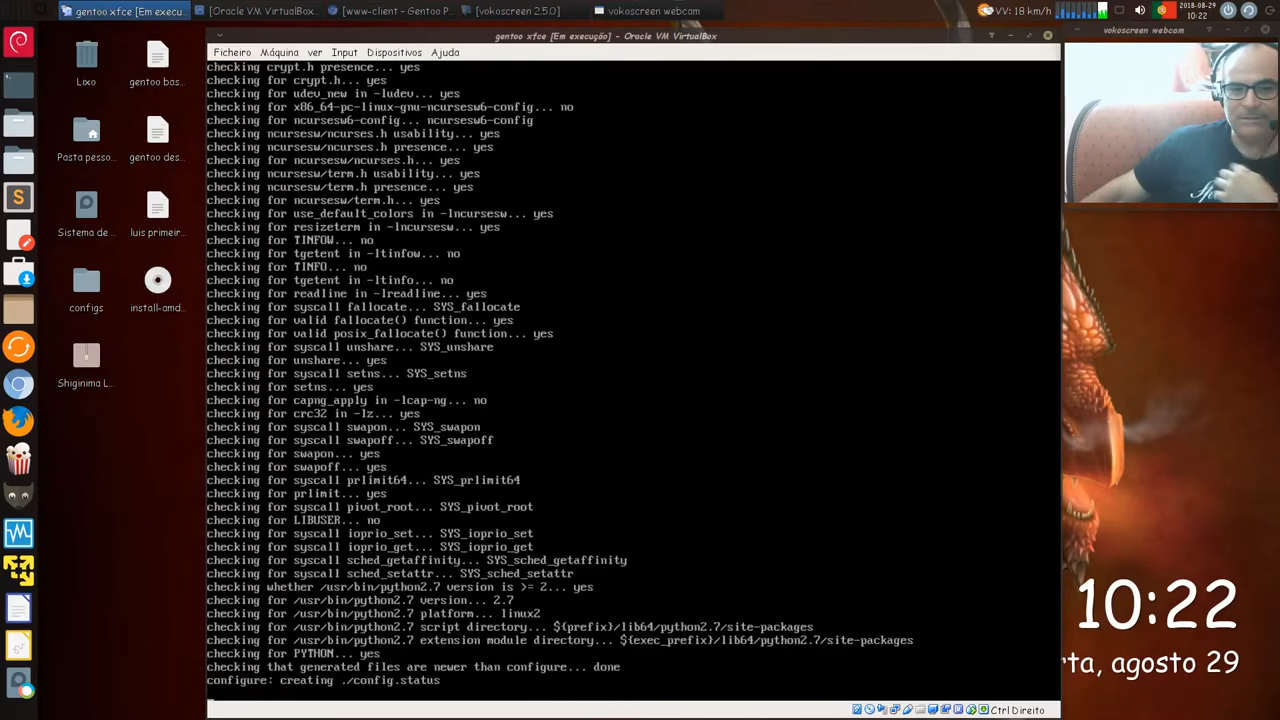 gentoo xfce [Em execu...
[Oracle VM VirtualBox...
[www-client - Gentoo P...
[vokoscreen 2.5.0]
vokoscreen webcam
VV: 18 km/h
2018-08-29
10:22
gentoo xfce [Em execução] - Oracle VM VirtualBox
vokoscreen webcam
Ficheiro Máquina ver Input Dispositivos Ajuda
Lixo
gentoo bas...
Pasta pesso...
gentoo des...
Sistema de ...
luis primeir...
configs
install-amd...
Shiginima L...
checking crypt.h presence... yes
checking for crypt.h... yes
checking for udev_new in -ludev... yes
checking for x86_64-pc-linux-gnu-ncursesw6-config... no
checking for ncursesw6-config... ncursesw6-config
checking ncursesw/ncurses.h usability... yes
checking ncursesw/ncurses.h presence... yes
checking for ncursesw/ncurses.h... yes
checking ncursesw/term.h usability... yes
checking ncursesw/term.h presence... yes
checking for ncursesw/term.h... yes
checking for use_default_colors in -lncursesw... yes
checking for resizeterm in -lncursesw... yes
checking for TINFOW... no
checking for tgetent in -ltinfow... no
checking for TINFO... no
checking for tgetent in -ltinfo... no
checking for readline in -lreadline... yes
checking for syscall fallocate... SYS_fallocate
checking for valid fallocate() function... yes
checking for valid posix_fallocate() function... yes
checking for syscall unshare... SYS_unshare
checking for unshare... yes
checking for syscall setns... SYS_setns
checking for setns... yes
checking for capng_apply in -lcap-ng... no
checking for crc32 in -lz... yes
checking for syscall swapon... SYS_swapon
checking for syscall swapoff... SYS_swapoff
checking for swapon... yes
checking for swapoff... yes
checking for syscall prlimit64... SYS_prlimit64
checking for prlimit... yes
checking for syscall pivot_root... SYS_pivot_root
checking for LIBUSER... no
checking for syscall ioprio_set... SYS_ioprio_set
checking for syscall ioprio_get... SYS_ioprio_get
checking for syscall sched_getaffinity... SYS_sched_getaffinity
checking for syscall sched_setattr... SYS_sched_setattr
checking whether /usr/bin/python2.7 version is >= 2... yes
checking for /usr/bin/python2.7 version... 2.7
checking for /usr/bin/python2.7 platform... linux2
checking for /usr/bin/python2.7 script directory... ${prefix}/lib64/python2.7/site-packages
checking for /usr/bin/python2.7 extension module directory... ${exec_prefix}/lib64/python2.7/site-packages
checking for PYTHON... yes
checking that generated files are newer than configure... done
configure: creating ./config.status
10:22
rta, agosto 29
Ctrl Direito